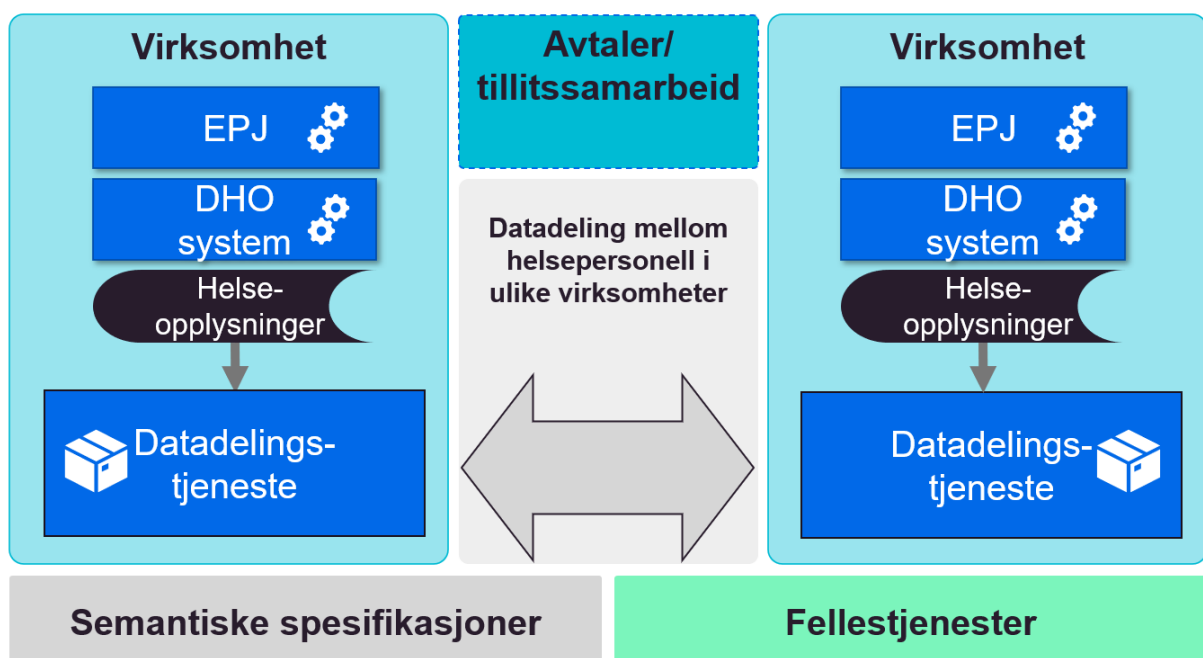 Virksomhet
EPJ
DHO
system
Helse-
opplysninger
Datadelings-
tjeneste
Avtaler/
tillitssamarbeid
Datadeling mellom
helsepersonell i
ulike virksomheter
Virksomhet
EPJ
DHO
system
Helse-
opplysninger
Datadelings-
tjeneste
Semantiske spesifikasjoner
Fellestjenester